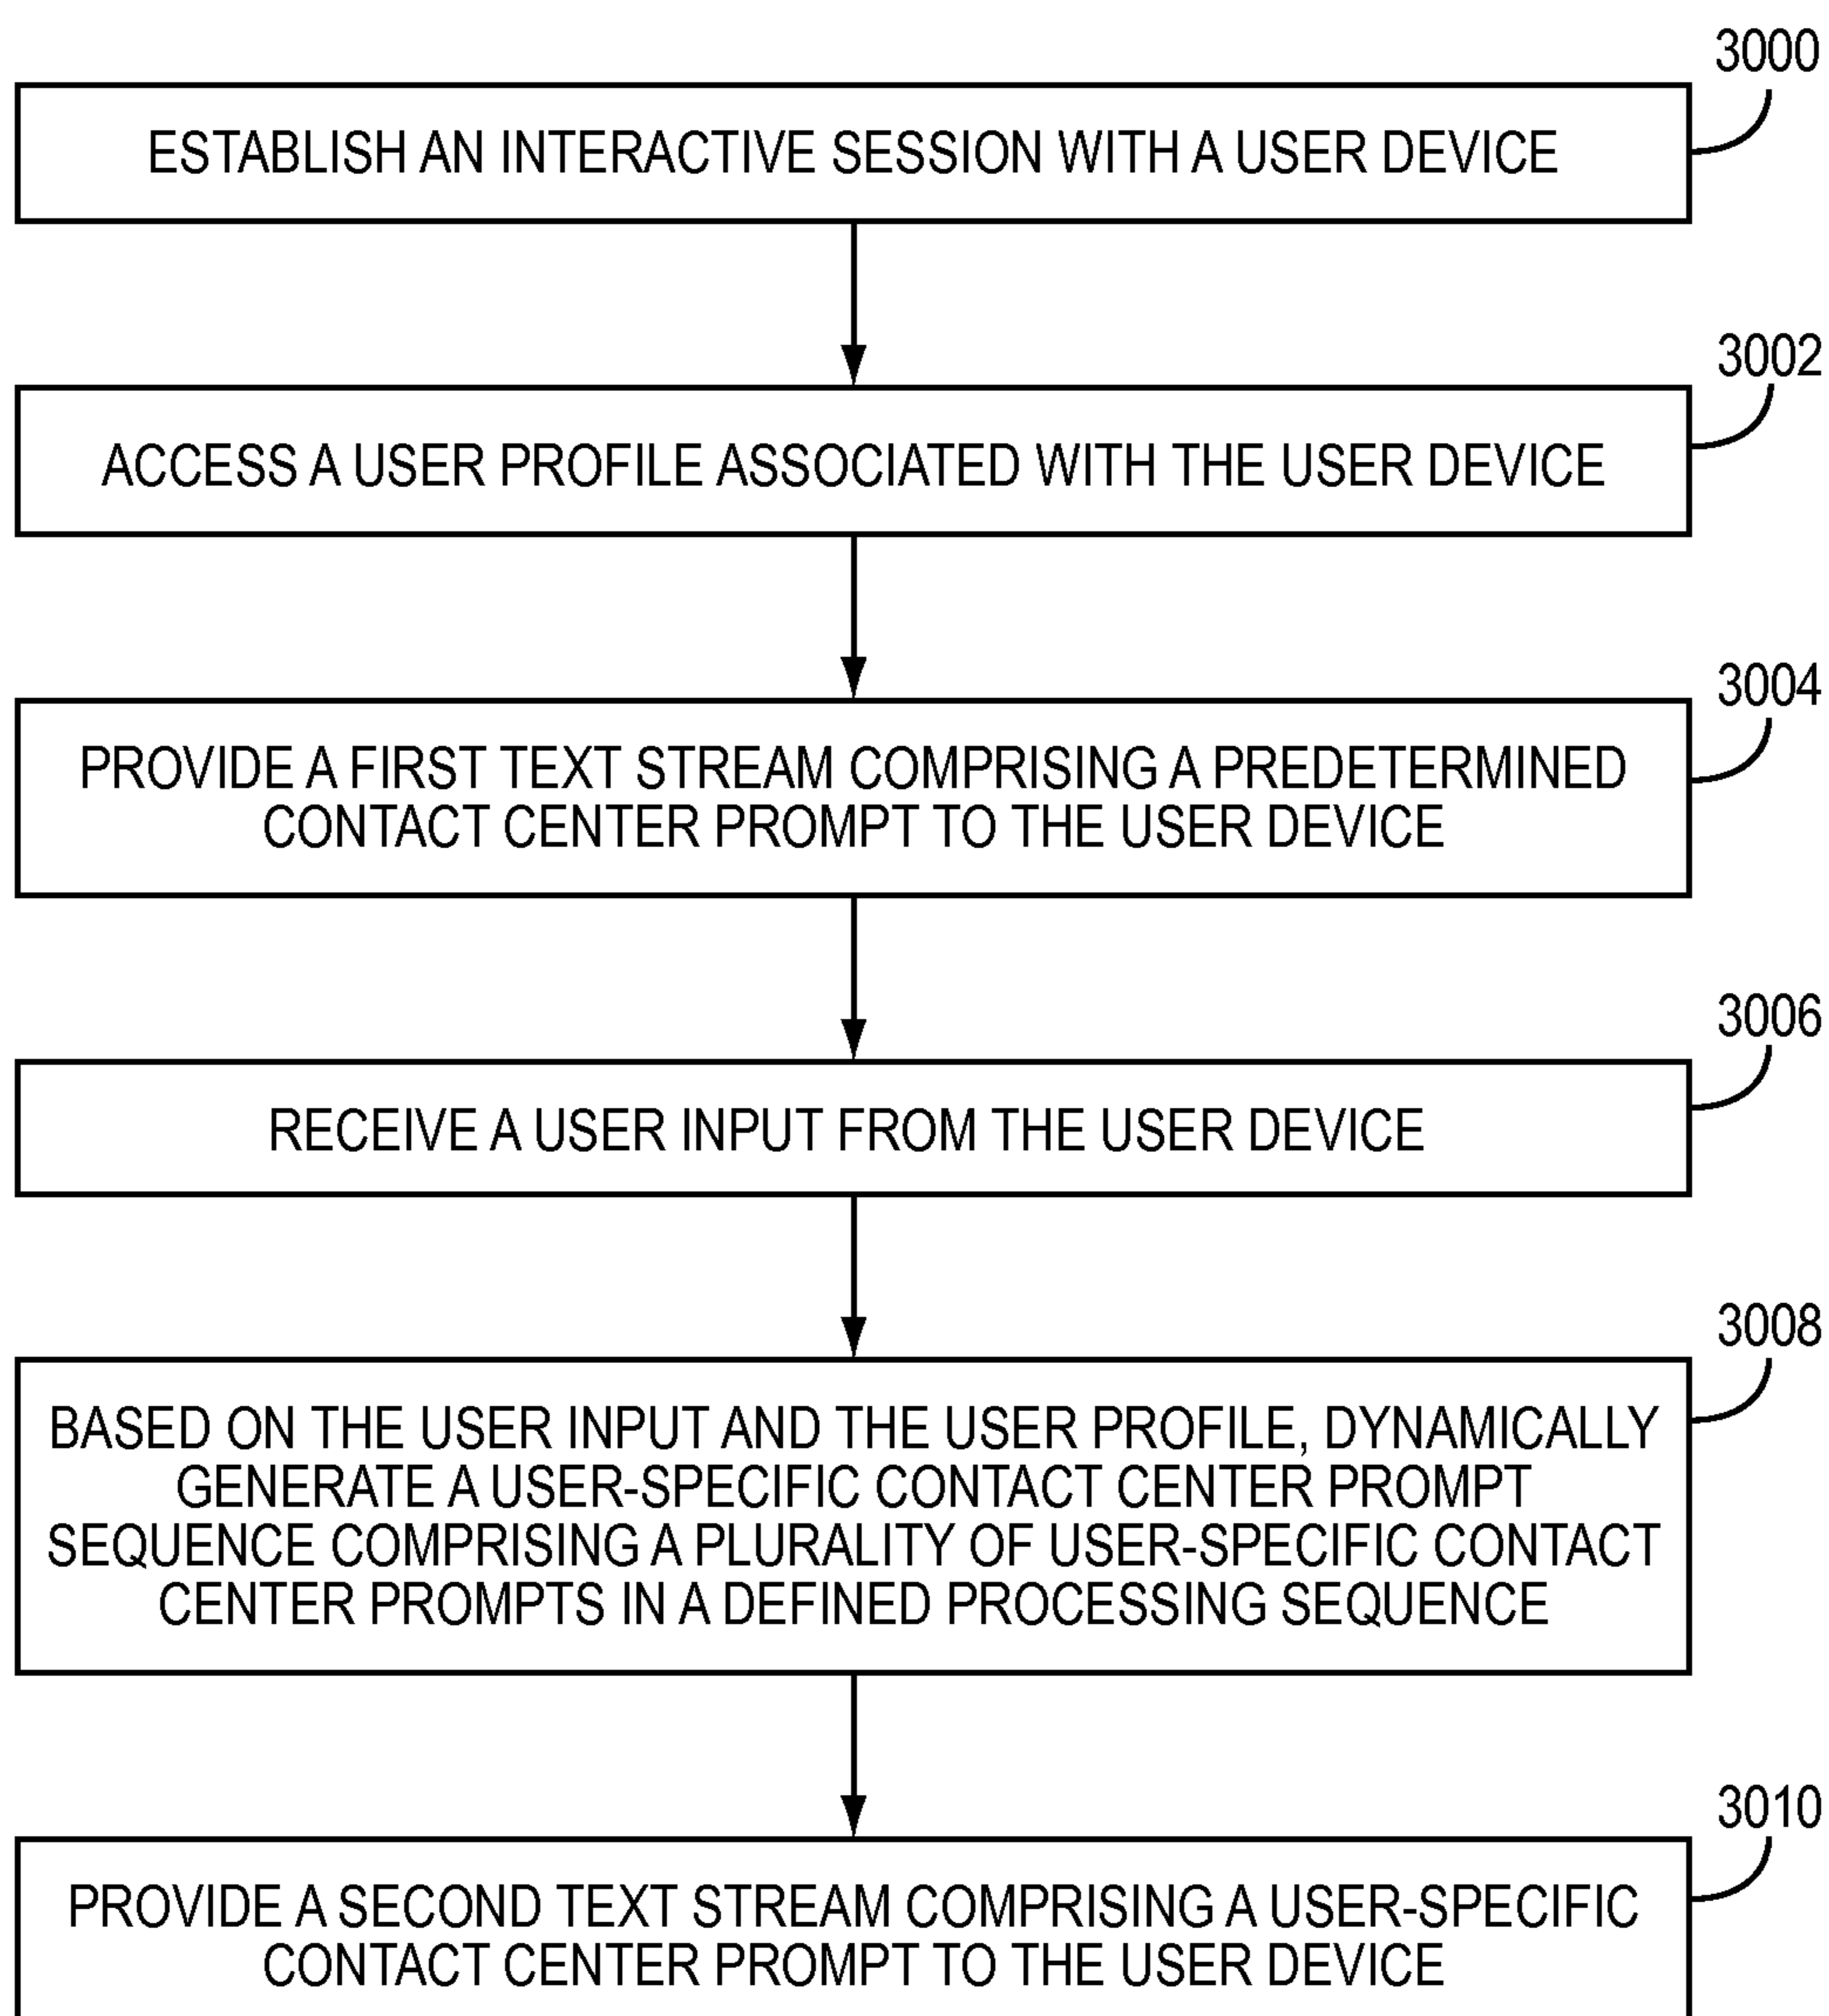 3000
ESTABLISH AN INTERACTIVE SESSION WITH A USER DEVICE
3002
ACCESS A USER PROFILE ASSOCIATED WITH THE USER DEVICE
3004
PROVIDE A FIRST TEXT STREAM COMPRISING A PREDETERMINED
CONTACT CENTER PROMPT TO THE USER DEVICE
3006
RECEIVE A USER INPUT FROM THE USER DEVICE
3008
BASED ON THE USER INPUT AND THE USER PROFILE, DYNAMICALLY
GENERATE A USER-SPECIFIC CONTACT CENTER PROMPT
SEQUENCE COMPRISING A PLURALITY OF USER-SPECIFIC CONTACT
CENTER PROMPTS IN A DEFINED PROCESSING SEQUENCE
3010
PROVIDE A SECOND TEXT STREAM COMPRISING A USER-SPECIFIC
CONTACT CENTER PROMPT TO THE USER DEVICE